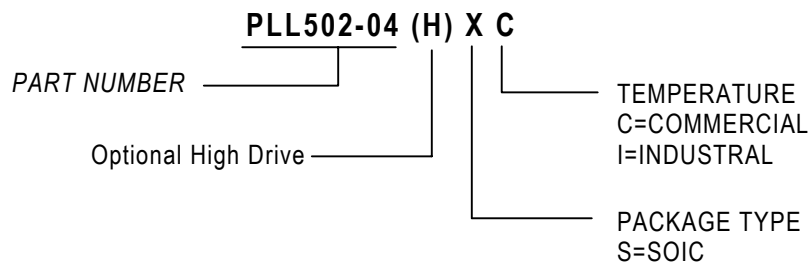 PLL502-04 (H) X C
PART NUMBER
TEMPERATURE
C=COMMERCIAL
I=INDUSTRAL
Optional High Drive
PACKAGE TYPE
S=SOIC